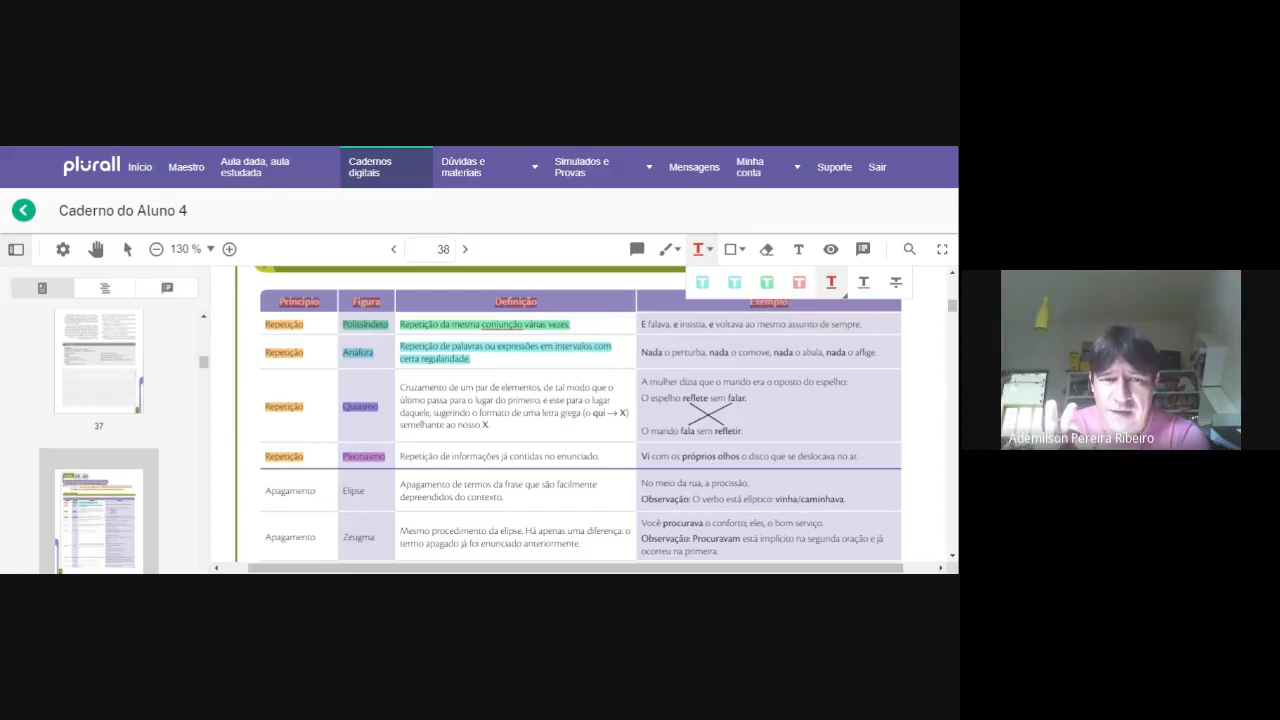 plurall
Início
Maestro
Aula dada, aula
estudada
Cadernos
digitais
Dúvidas e
materiais
Simulados e
Provas
Mensagens
Minha
conta
Suporte
Sair
Caderno do Aluno 4
130 %
38
Princípio Figura Definição Exemplo
Repetição Polissíndeto Repetição da mesma conjunção várias vezes. E falava, e insistia, e voltava ao mesmo assunto de sempre.
Repetição Anáfora
Repetição de palavras ou expressões em intervalos com
certa regularidade.
Nada o perturba, nada o comove, nada o abala, nada o aflige.
Repetição Quiasmo
Cruzamento de um par de elementos, de tal modo que o
último passa para o lugar do primeiro, e este para o lugar
daquele, sugerindo o formato de uma letra grega (o qui → X)
semelhante ao nosso X.
A mulher dizia que o marido era o oposto do espelho:
O espelho reflete sem falar.
O marido fala sem refletir.
Repetição Pleonasmo Repetição de informações já contidas no enunciado. Vi com os próprios olhos o disco que se deslocava no ar.
Apagamento Elipse
Apagamento de termos da frase que são facilmente
depreendidos do contexto.
No meio da rua, a procissão.
Observação: O verbo está elíptico: vinha/caminhava.
Apagamento Zeugma
Mesmo procedimento da elipse. Há apenas uma diferença: o
termo apagado já foi enunciado anteriormente.
Você procurava o conforto; eles, o bom serviço.
Observação: Procuravam está implícito na segunda oração e já
ocorreu na primeira.
37
Ademilson Pereira Ribeiro